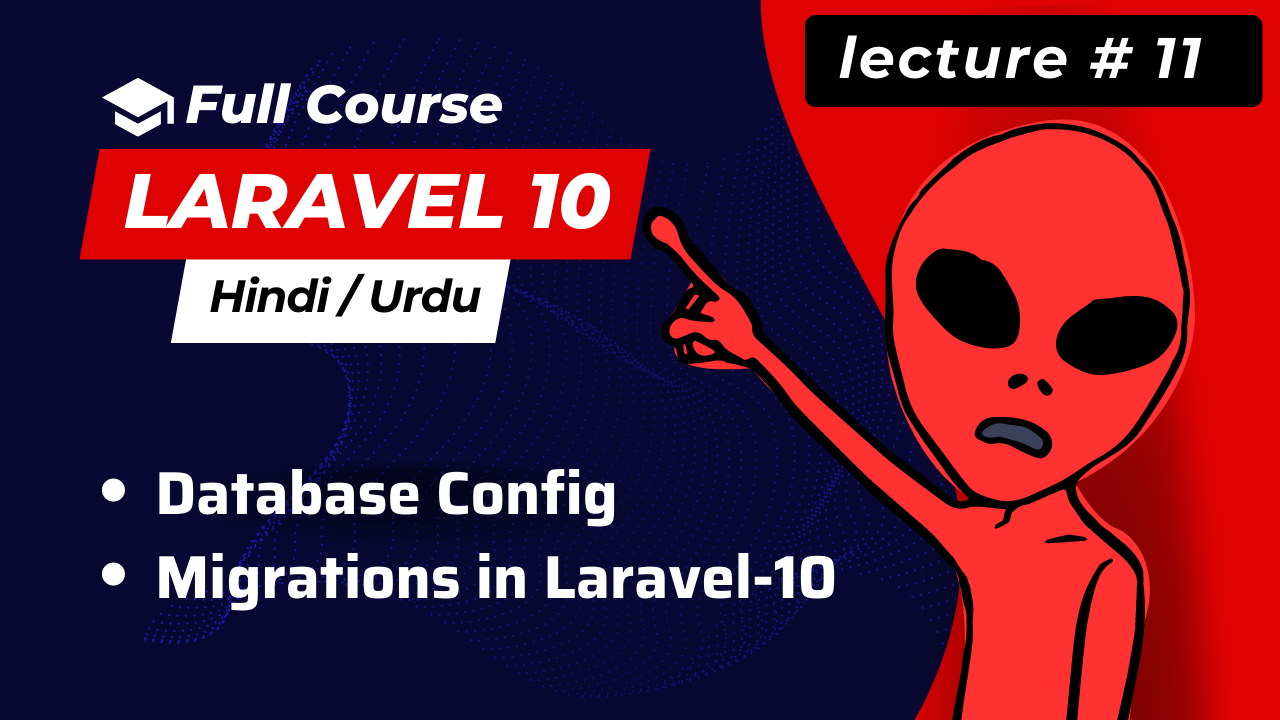 lecture # 11
Full Course
LARAVEL 10
Hindi / Urdu
Database Config
Migrations in Laravel-10